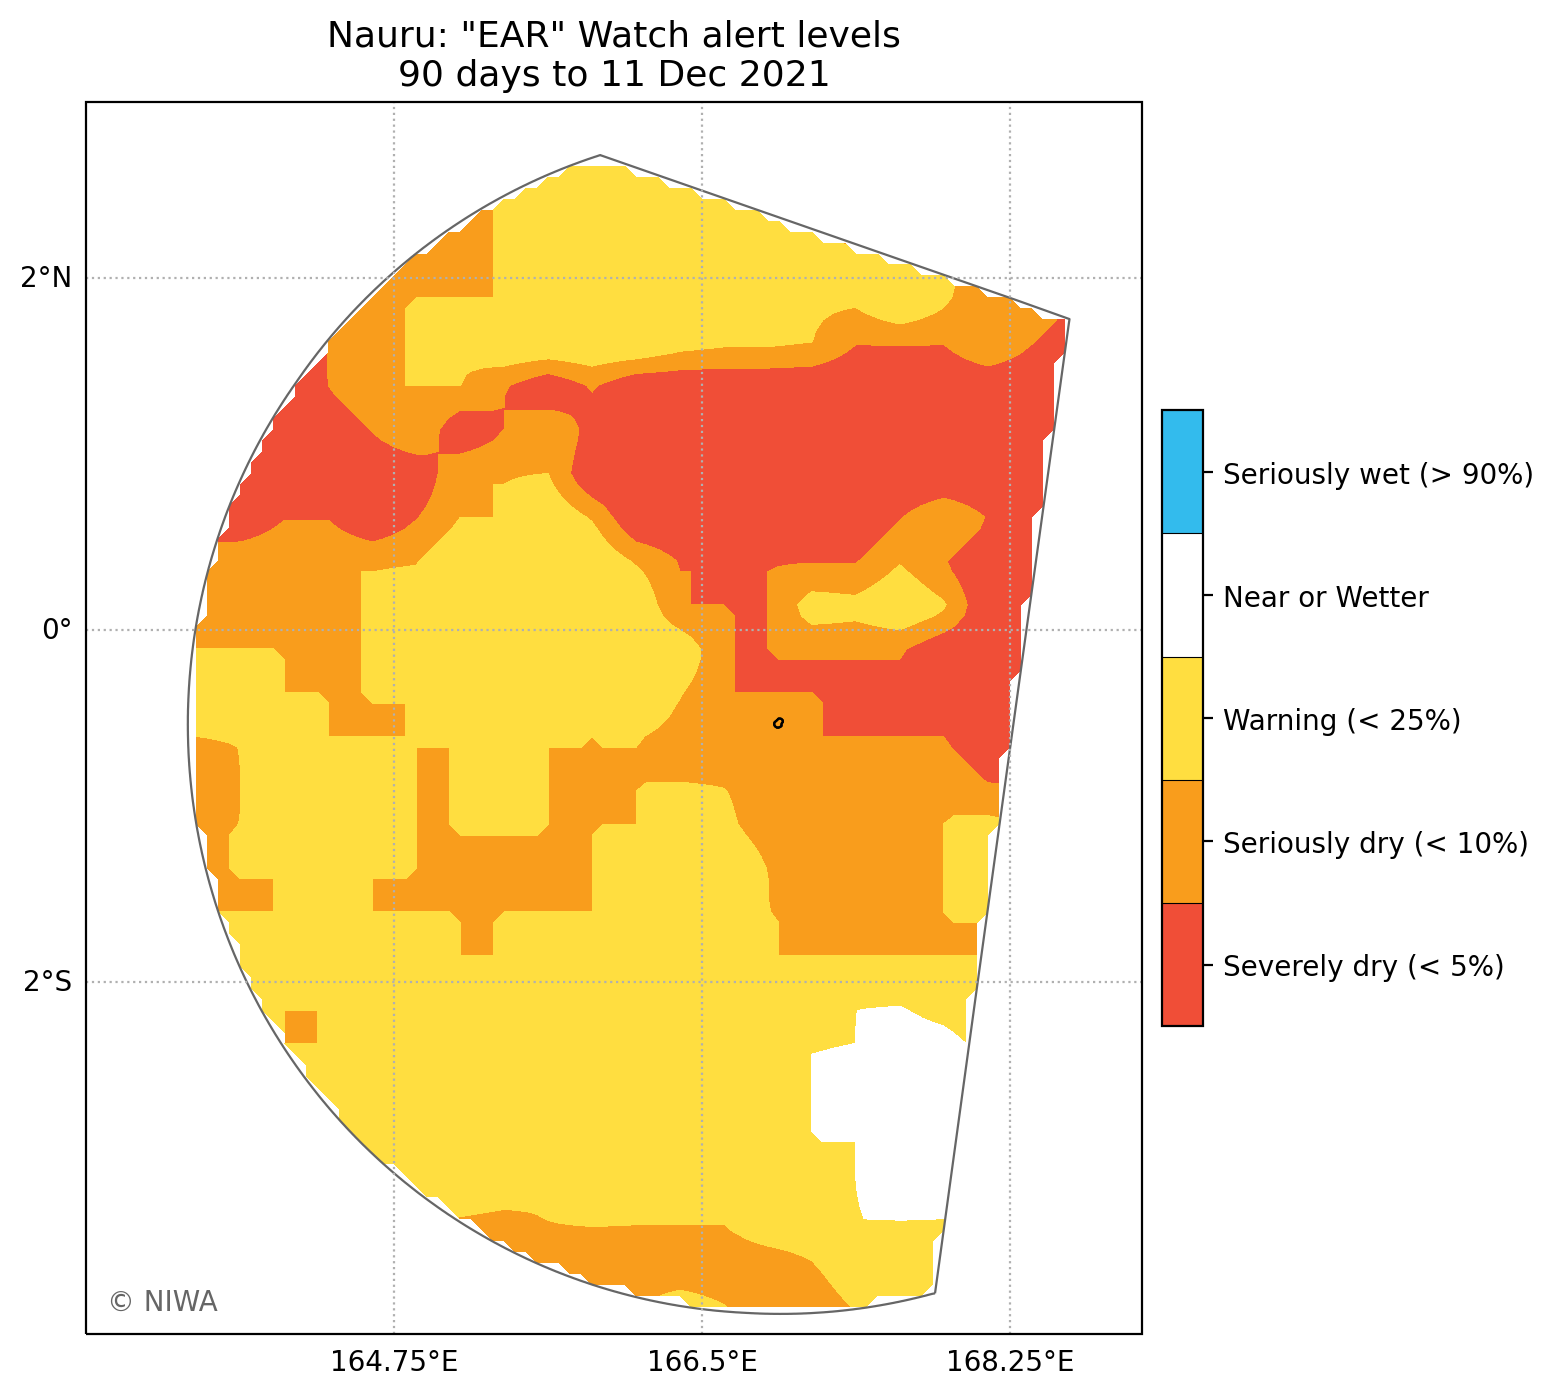 Nauru: "EAR" Watch alert levels
90 days to 11 Dec 2021
2°N
0°
2°S
164.75°E
166.5°E
168.25°E
Seriously wet (> 90%)
Near or Wetter
Warning (< 25%)
Seriously dry (< 10%)
Severely dry (< 5%)
© NIWA